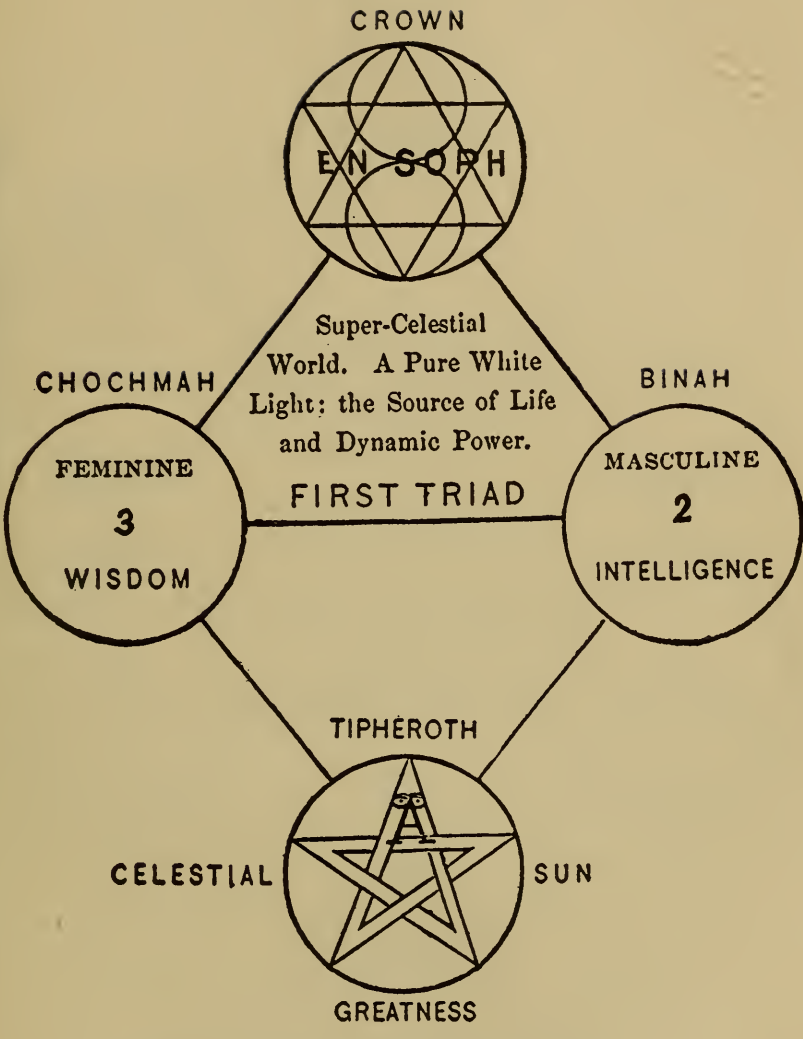 CROWN
EN SOPH
Super-Celestial
World. A Pure White
Light: the Source of Life
and Dynamic Power.
FIRST TRIAD
CHOCHMAH
FEMININE
3
WISDOM
BINAH
MASCULINE
2
INTELLIGENCE
TIPHEROTH
A
CELESTIAL
SUN
GREATNESS